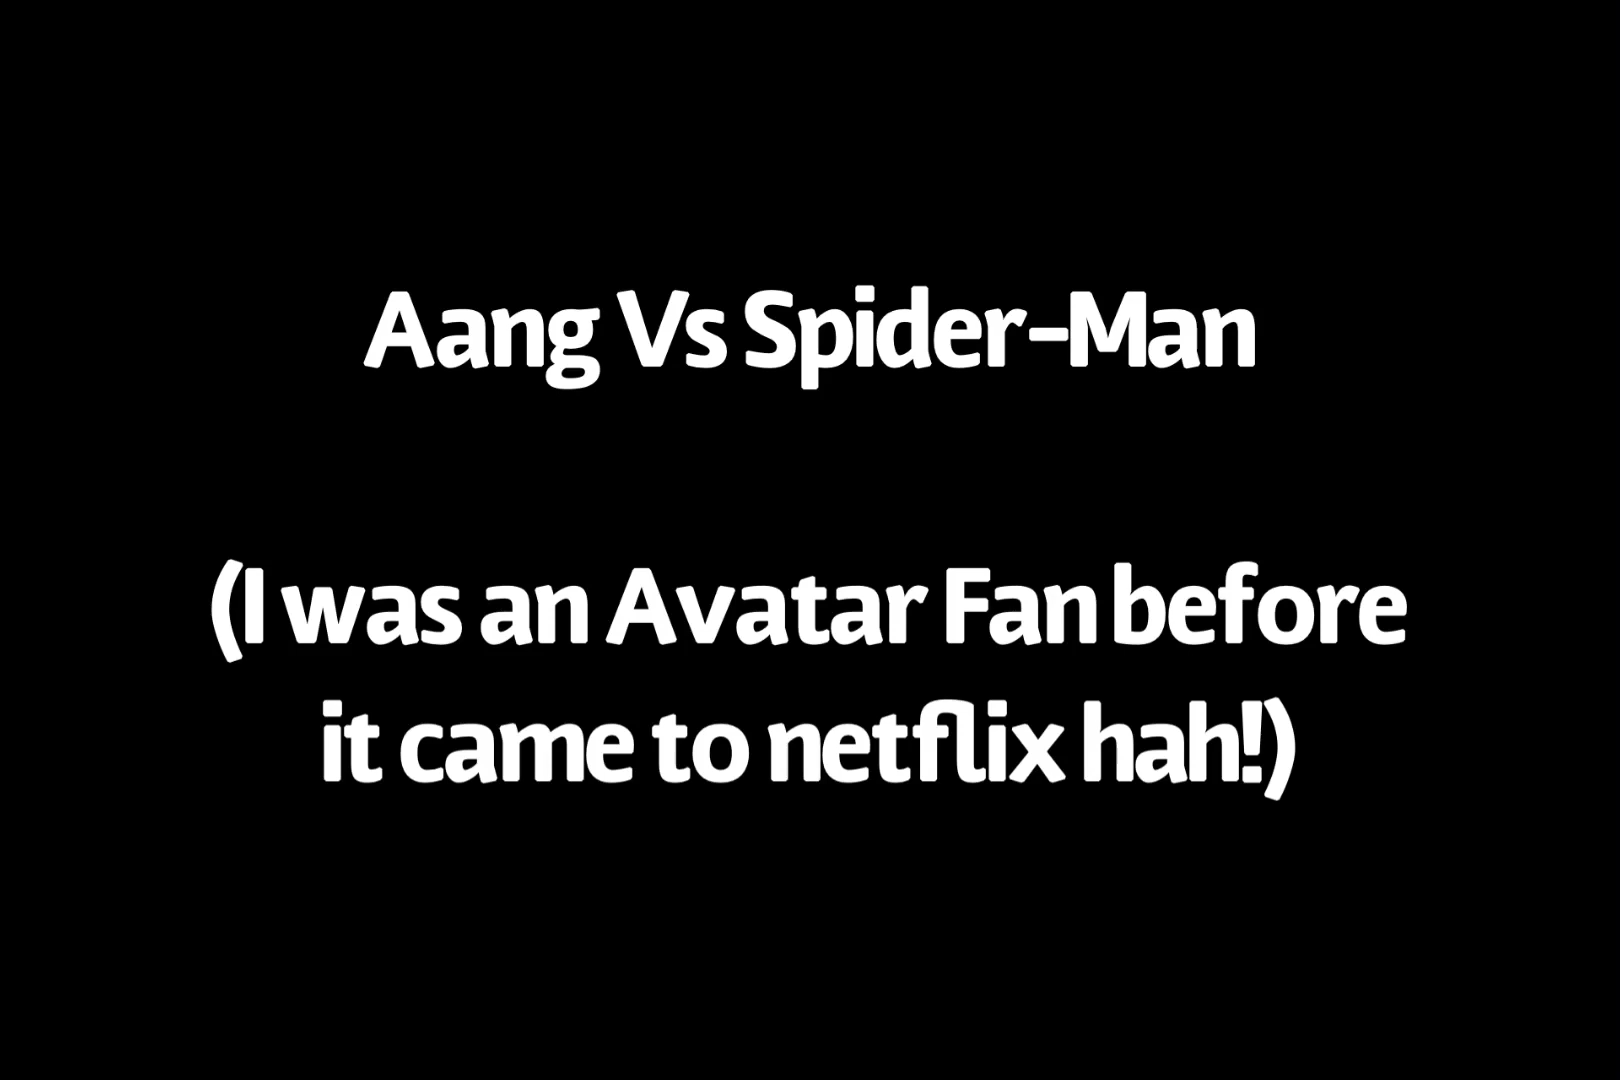 Aang Vs Spider-Man
(I was an Avatar Fan before
it came to netflix hah!)